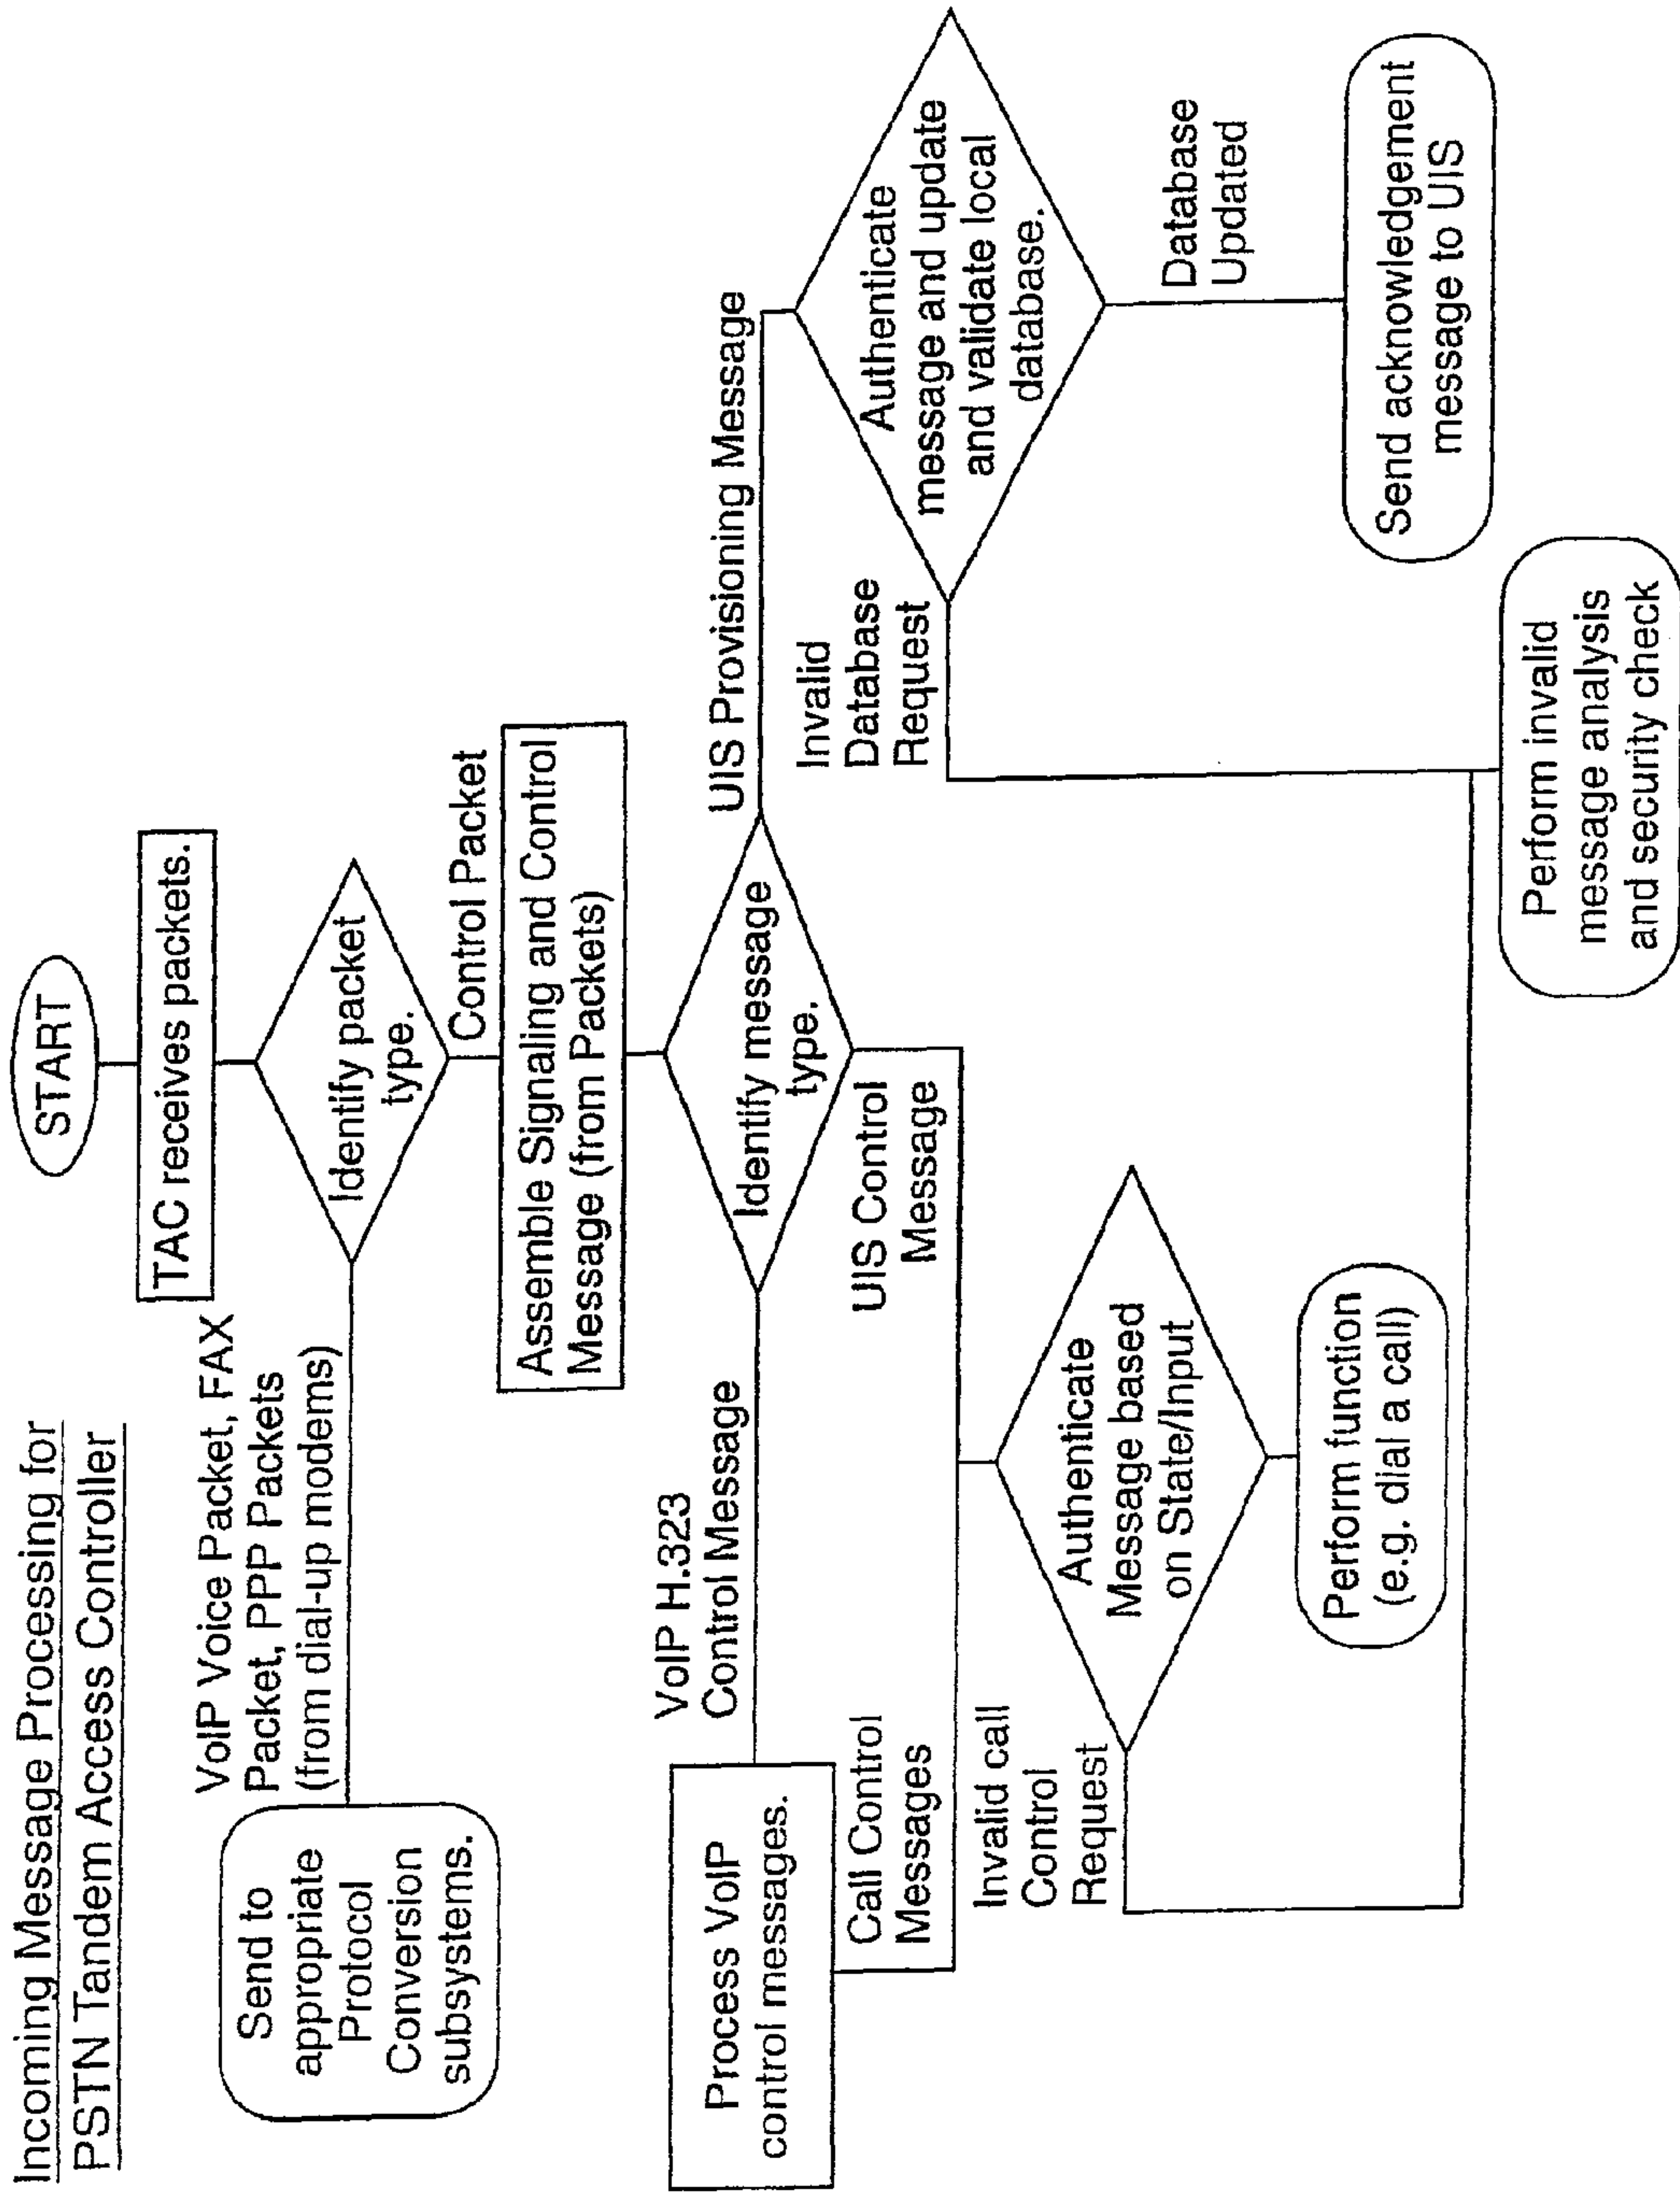 Incoming Message Processing for
PSTN Tandem Access Controller
START
TAC receives packets.
Identify packet
type.
VoIP Voice Packet, FAX
Packet, PPP Packets
(from dial-up modems)
Send to
appropriate
Protocol
Conversion
subsystems.
Control Packet
Assemble Signaling and Control
Message (from Packets)
Identify message
type.
VoIP H.323
Control Message
Process VoIP
control messages.
UIS Provisioning Message
UIS Control
Message
Call Control
Messages
Authenticate
message and update
and validate local
database.
Invalid
Database
Request
Database
Updated
Invalid call
Control
Request
Authenticate
Message based
on State/Input
Perform function
(e.g. dial a call)
Send acknowledgement
message to UIS
Perform invalid
message analysis
and security check